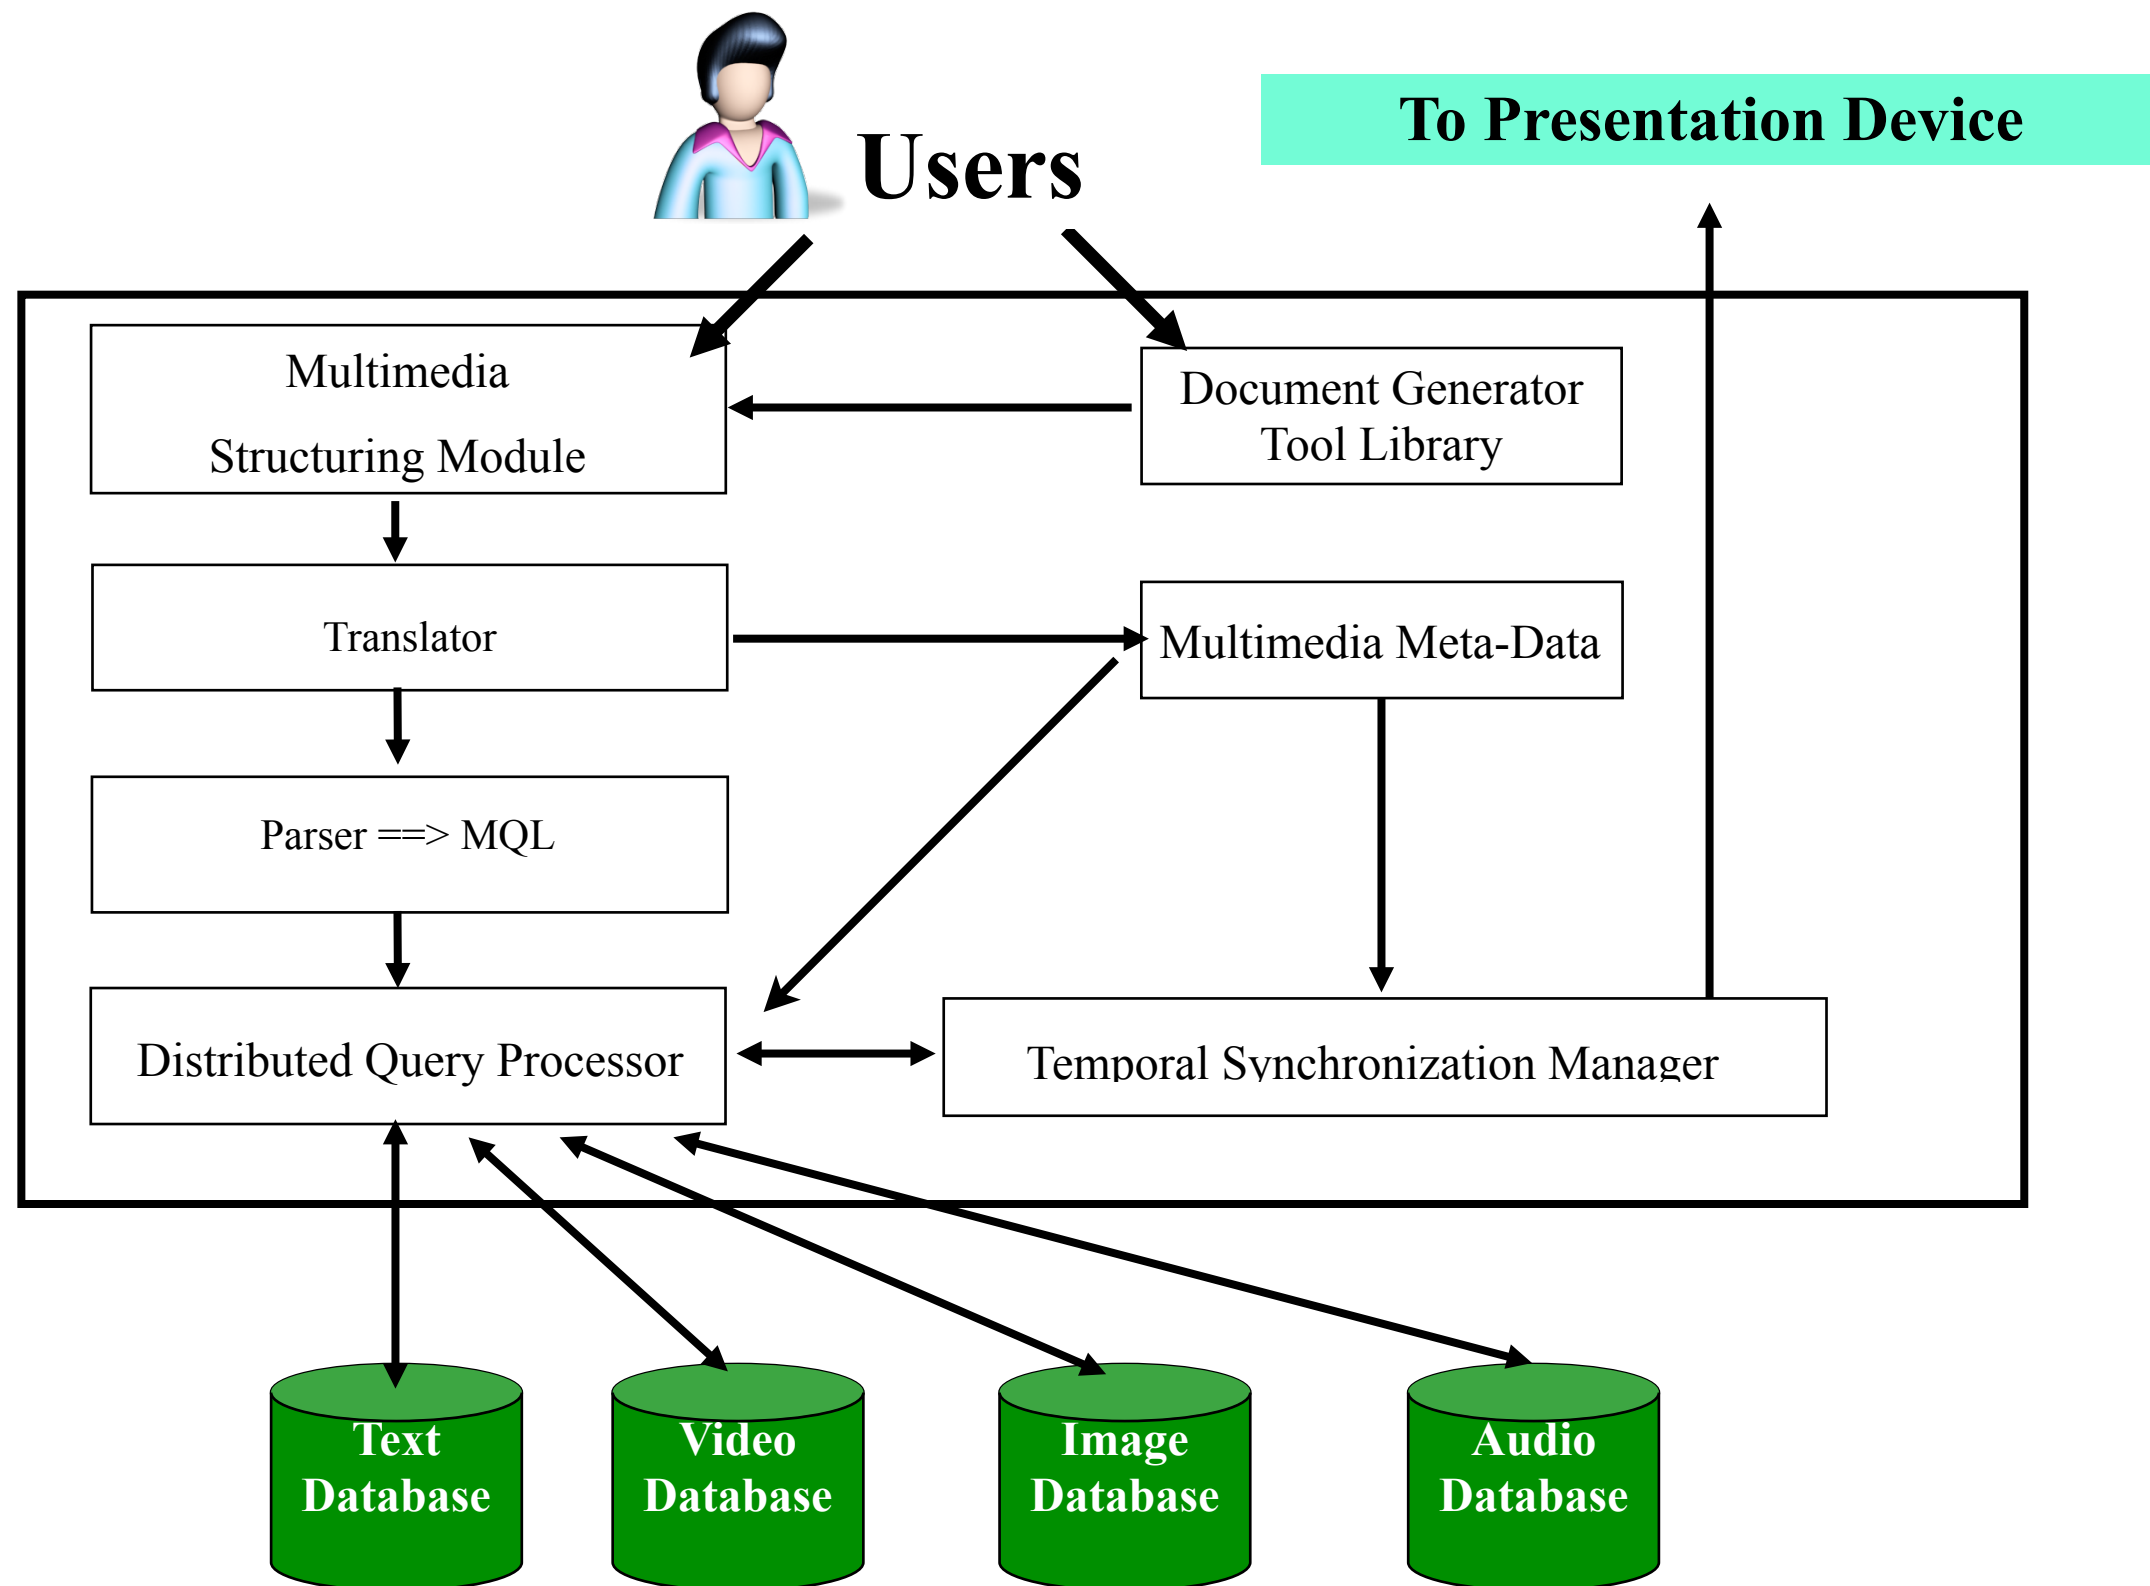 Users
To Presentation Device
Multimedia
Structuring Module
Document Generator
Tool Library
Translator
Multimedia Meta-Data
Parser ==> MQL
Distributed Query Processor
Temporal Synchronization Manager
Text
Database
Video
Database
Image
Database
Audio
Database